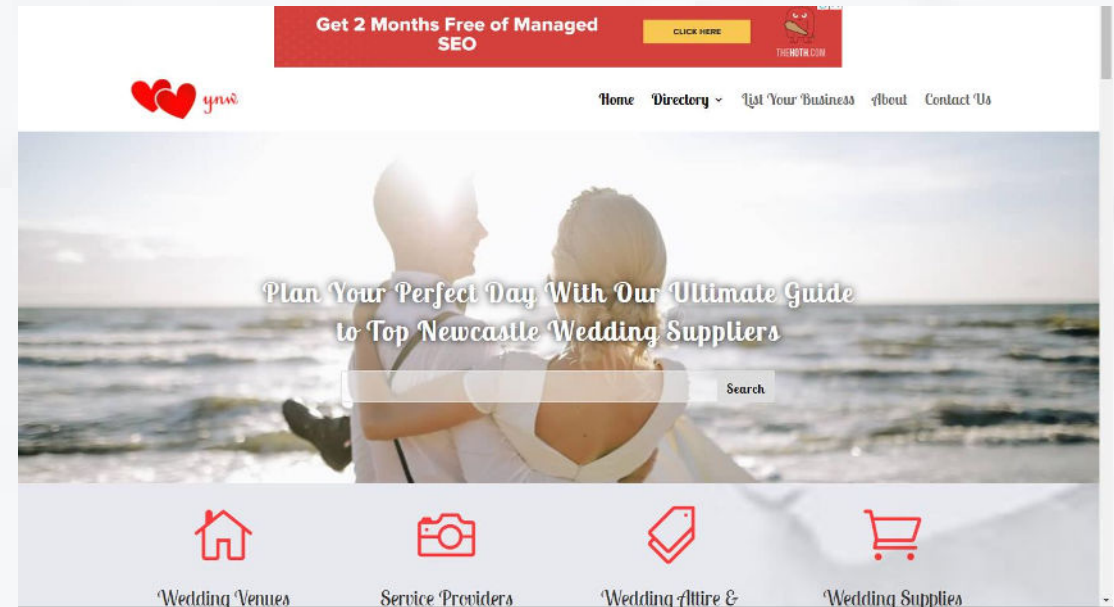 Get 2 Months Free of Managed
SEO
CLICK HERE
THEHOTH.COM
ynw
Home Directory List Your Business About Contact Us
Plan Your Perfect Day With Our Ultimate Guide
to Top Newcastle Wedding Suppliers
Search
Wedding Venues Service Providers Wedding Attire & Wedding Supplies